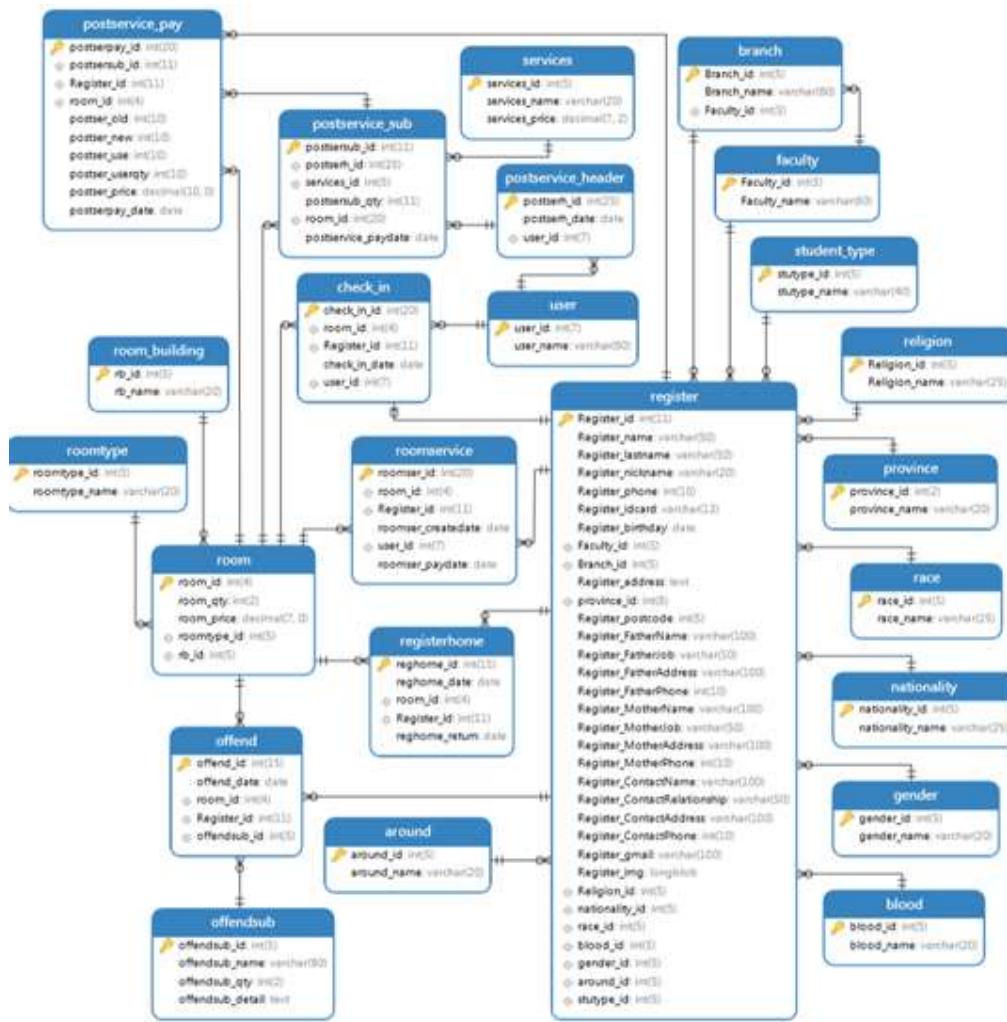 postservice_pay
postserpay_id: int(20)
postsersub_id: int(11)
Register_id: int(11)
room_id: int(4)
postser_old: int(10)
postser_new: int(10)
postser_use: int(10)
postser_userqty: int(10)
postser_price: decimal(10, 0)
postserpay_date: date
services
services_id: int(5)
services_name: varchar(20)
services_price: decimal(7, 2)
branch
Branch_id: int(5)
Branch_name: varchar(60)
Faculty_id: int(5)
postservice_sub
postsersub_id: int(11)
postserh_id: int(25)
services_id: int(5)
postsersub_qty: int(11)
room_id: int(20)
postservice_paydate: date
postservice_header
postserh_id: int(25)
postserh_date: date
user_id: int(7)
faculty
Faculty_id: int(5)
Faculty_name: varchar(60)
student_type
stutype_id: int(5)
stutype_name: varchar(40)
check_in
check_in_id: int(20)
room_id: int(4)
Register_id: int(11)
check_in_date: date
user_id: int(7)
user
user_id: int(7)
user_name: varchar(50)
room_building
rb_id: int(5)
rb_name: varchar(20)
religion
Religion_id: int(5)
Religion_name: varchar(25)
register
Register_id: int(11)
Register_name: varchar(50)
Register_lastname: varchar(50)
Register_nickname: varchar(20)
Register_phone: int(10)
Register_idcard: varchar(13)
Register_birthday: date
Faculty_id: int(5)
Branch_id: int(5)
Register_address: text
province_id: int(8)
Register_postcode: int(5)
Register_FatherName: varchar(100)
Register_FatherJob: varchar(50)
Register_FatherAddress: varchar(100)
Register_FatherPhone: int(10)
Register_MotherName: varchar(100)
Register_MotherJob: varchar(50)
Register_MotherAddress: varchar(100)
Register_MotherPhone: int(10)
Register_ContactName: varchar(100)
Register_ContactRelationship: varchar(50)
Register_ContactAddress: varchar(100)
Register_ContactPhone: int(10)
Register_gmail: varchar(100)
Register_img: longblob
Religion_id: int(5)
nationality_id: int(5)
race_id: int(5)
blood_id: int(5)
gender_id: int(5)
around_id: int(5)
stutype_id: int(5)
roomtype
roomtype_id: int(5)
roomtype_name: varchar(20)
roomservice
roomser_id: int(20)
room_id: int(4)
Register_id: int(11)
roomser_createdate: date
user_id: int(7)
roomser_paydate: date
province
province_id: int(2)
province_name: varchar(20)
room
room_id: int(4)
room_qty: int(2)
room_price: decimal(7, 0)
roomtype_id: int(5)
rb_id: int(5)
race
race_id: int(5)
race_name: varchar(25)
registerhome
reghome_id: int(15)
reghome_date: date
room_id: int(4)
Register_id: int(11)
reghome_return: date
nationality
nationality_id: int(5)
nationality_name: varchar(25)
offend
offend_id: int(15)
offend_date: date
room_id: int(4)
Register_id: int(11)
offendsub_id: int(5)
gender
gender_id: int(5)
gender_name: varchar(20)
around
around_id: int(5)
around_name: varchar(20)
blood
blood_id: int(5)
blood_name: varchar(20)
offendsub
offendsub_id: int(5)
offendsub_name: varchar(80)
offendsub_qty: int(2)
offendsub_detail: text